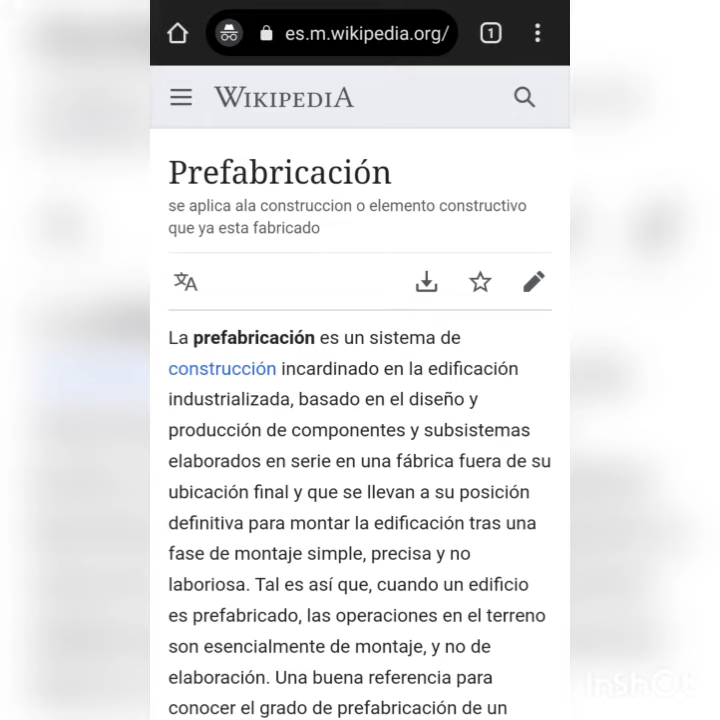 es.m.wikipedia.org/
1
WIKIPEDIA
Prefabricación
se aplica ala construccion o elemento constructivo
que ya esta fabricado
La prefabricación es un sistema de
construcción incardinado en la edificación
industrializada, basado en el diseño y
producción de componentes y subsistemas
elaborados en serie en una fábrica fuera de su
ubicación final y que se llevan a su posición
definitiva para montar la edificación tras una
fase de montaje simple, precisa y no
laboriosa. Tal es así que, cuando un edificio
es prefabricado, las operaciones en el terreno
son esencialmente de montaje, y no de
elaboración. Una buena referencia para
conocer el grado de prefabricación de un
InShOt